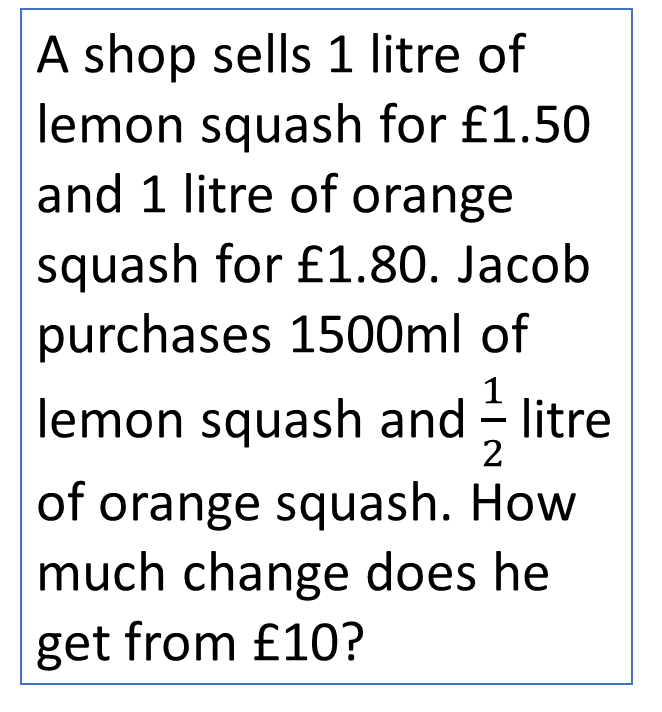 A shop sells 1 litre of
lemon squash for £1.50
and 1 litre of orange
squash for £1.80. Jacob
purchases 1500ml of
lemon squash and 1/2 litre
of orange squash. How
much change does he
get from £10?